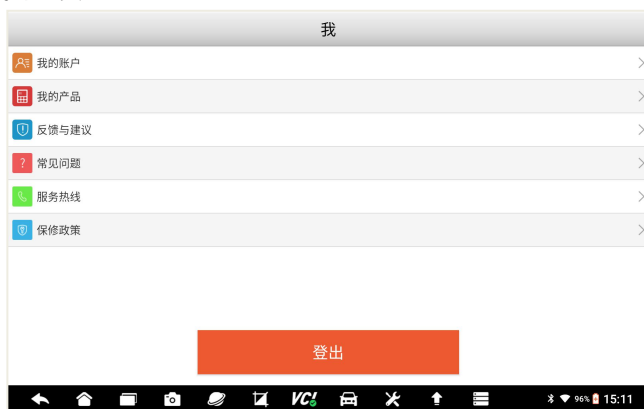 我
我的账户
我的产品
反馈与建议
常见问题
服务热线
保修政策
登出
VCI 96% 15:11